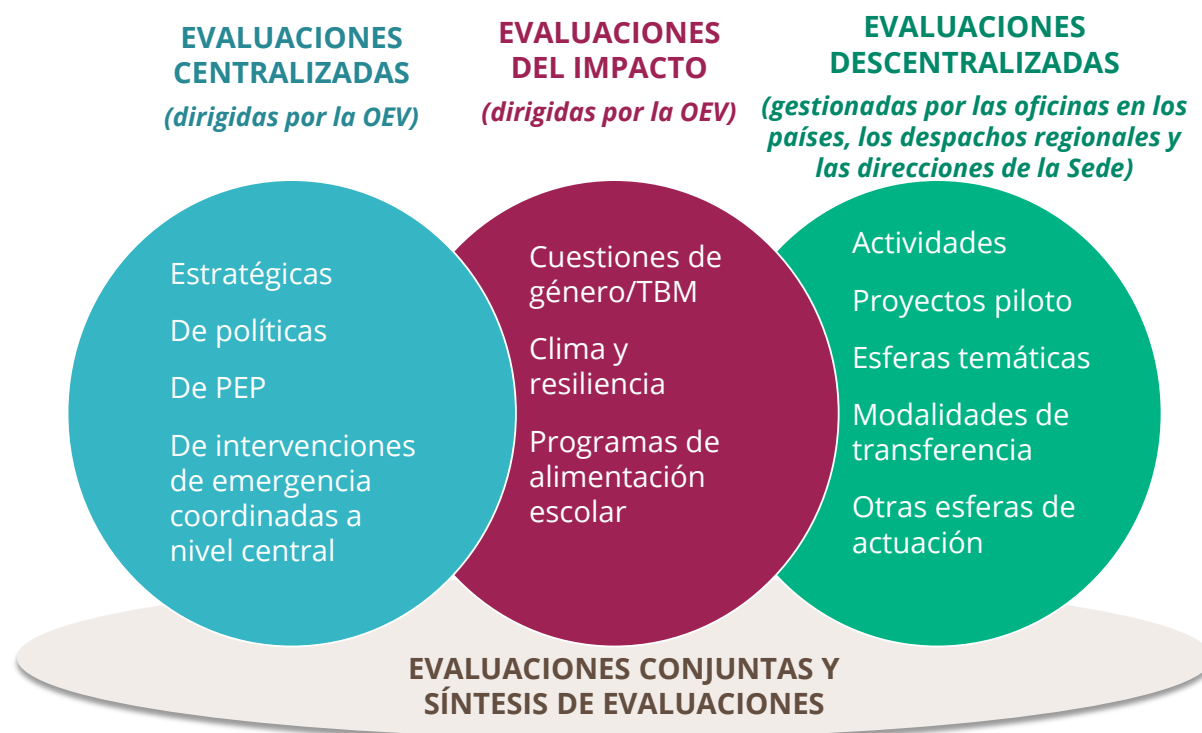 EVALUACIONES
CENTRALIZADAS
(dirigidas por la OEV)
EVALUACIONES
DEL IMPACTO
(dirigidas por la OEV)
EVALUACIONES
DESCENTRALIZADAS
(gestionadas por las oficinas en los
países, los despachos regionales y
las direcciones de la Sede)
Estratégicas
De políticas
De PEP
De intervenciones
de emergencia
coordinadas a
nivel central
Cuestiones de
género/TBM
Clima y
resiliencia
Programas de
alimentación
escolar
Actividades
Proyectos piloto
Esferas temáticas
Modalidades de
transferencia
Otras esferas de
actuación
EVALUACIONES CONJUNTAS Y
SÍNTESIS DE EVALUACIONES